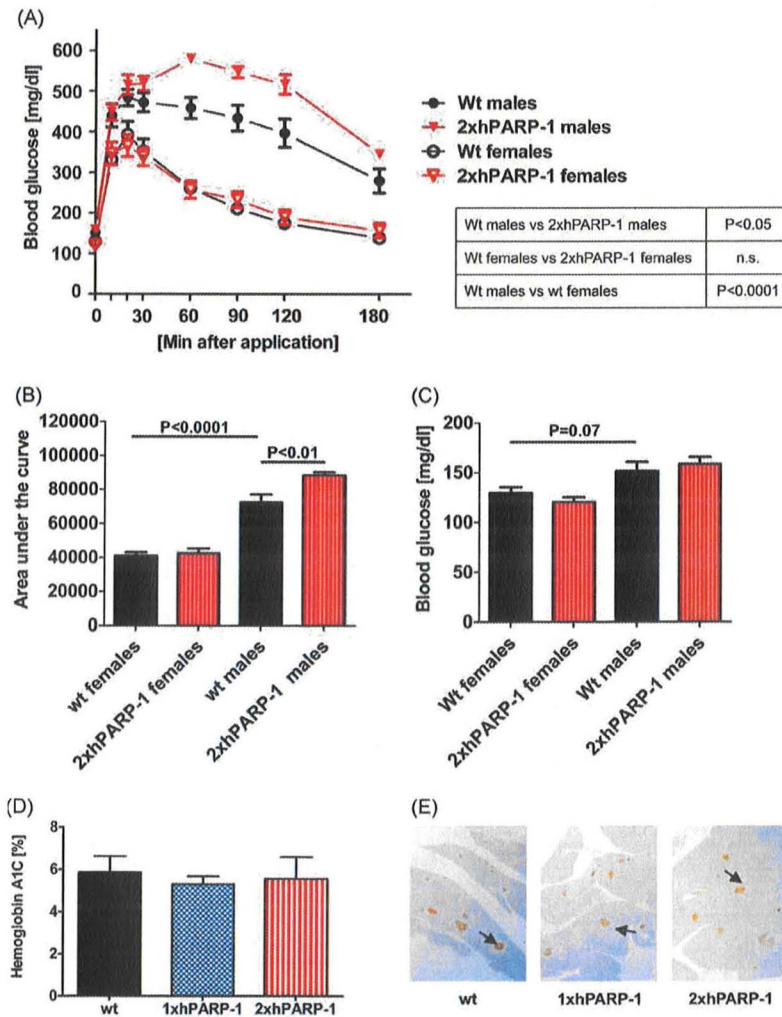 (A)
600
500
400
300
200
100
0
Blood glucose [mg/dl]
0
30
60
90
120
180
[Min after application]
Wt males
2xhPARP-1 males
Wt females
2xhPARP-1 females
Wt males vs 2xhPARP-1 males P<0.05
Wt females vs 2xhPARP-1 females n.s.
Wt males vs wt females P<0.0001
(B)
120000
100000
80000
60000
40000
20000
0
Area under the curve
P<0.0001
P<0.01
wt females
2xhPARP-1 females
wt males
2xhPARP-1 males
(C)
200
150
100
50
0
Blood glucose [mg/dl]
P=0.07
Wt females
2xhPARP-1 females
Wt males
2xhPARP-1 males
(D)
8
6
4
2
0
Hemoglobin A1C [%]
wt
1xhPARP-1
2xhPARP-1
(E)
wt
1xhPARP-1
2xhPARP-1